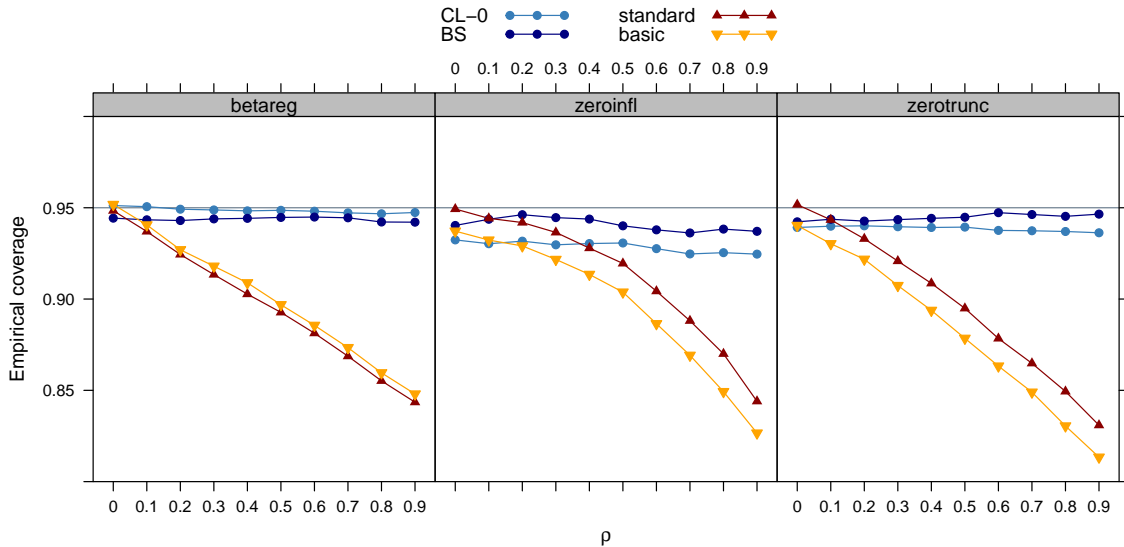 CL−0 standard
BS basic
0 0.1 0.2 0.3 0.4 0.5 0.6 0.7 0.8 0.9
betareg zeroinfl zerotrunc
Empirical coverage
0.95
0.90
0.85
0 0.1 0.2 0.3 0.4 0.5 0.6 0.7 0.8 0.9
0 0.1 0.2 0.3 0.4 0.5 0.6 0.7 0.8 0.9
ρ